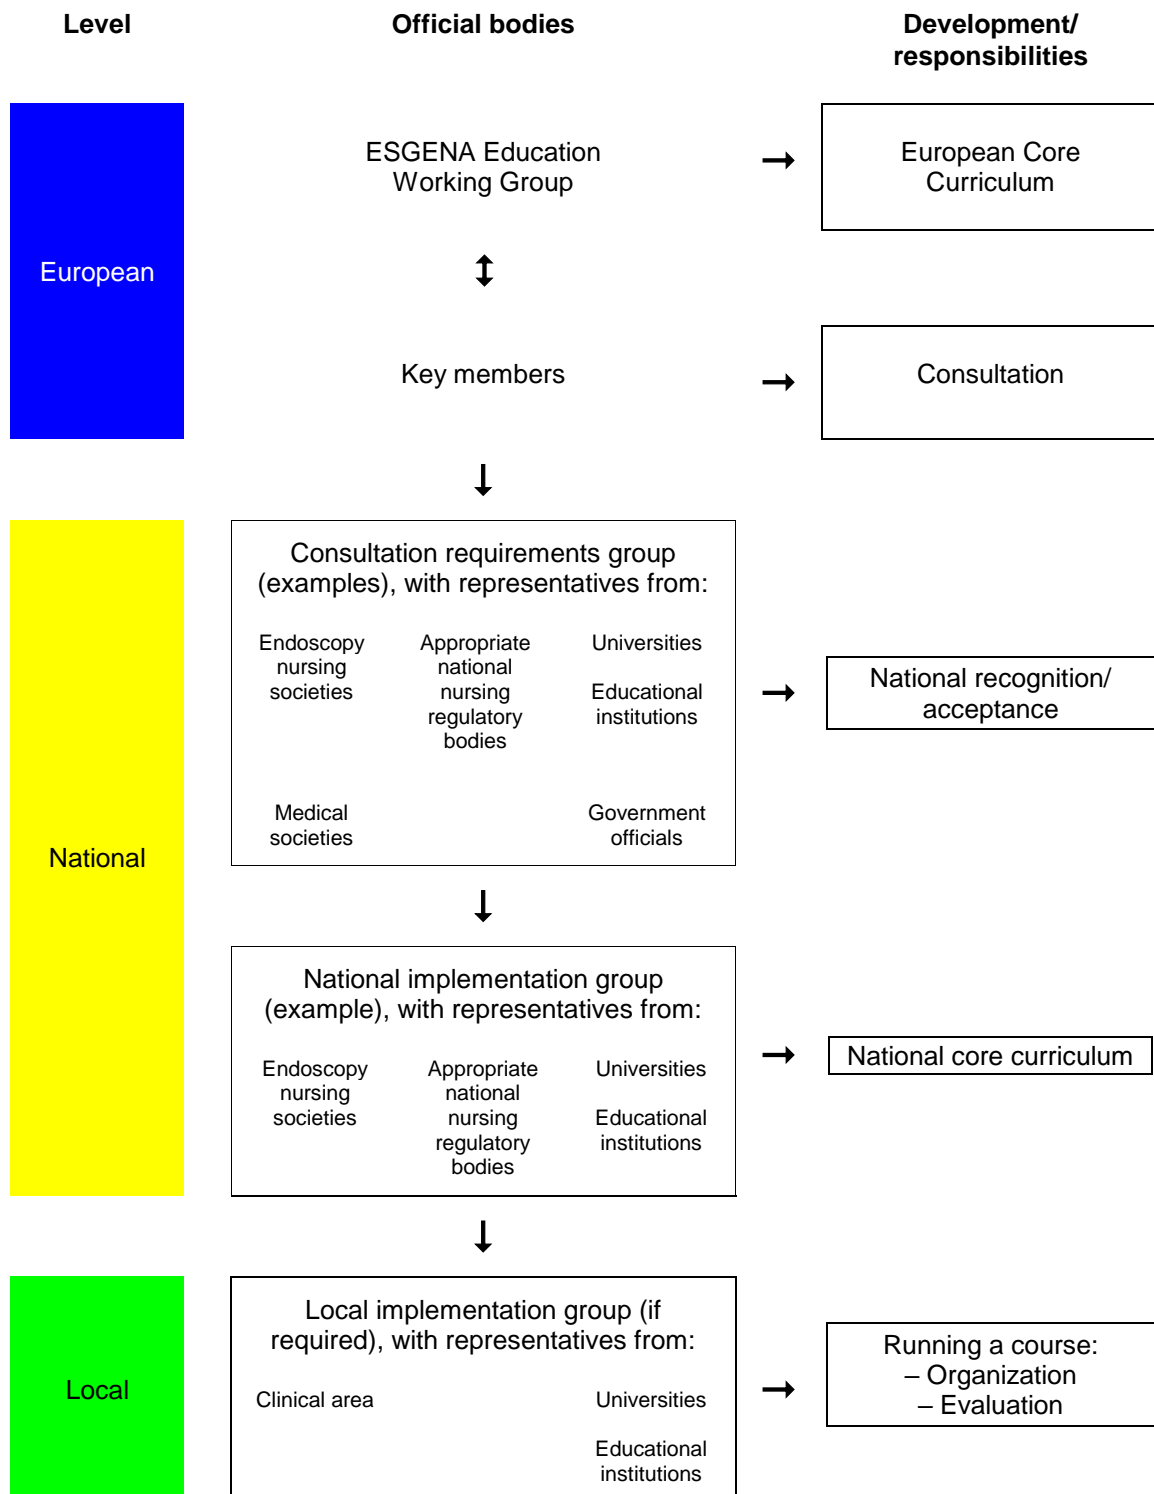 Level
Official bodies
Development/
responsibilities
European
ESGENA Education
Working Group
→
European Core
Curriculum
↕
Key members
→
Consultation
↓
National
Consultation requirements group
(examples), with representatives from:
Endoscopy
nursing
societies
Appropriate
national
nursing
regulatory
bodies
Universities
Educational
institutions
Medical
societies
Government
officials
→
National recognition/
acceptance
↓
National implementation group
(example), with representatives from:
Endoscopy
nursing
societies
Appropriate
national
nursing
regulatory
bodies
Universities
Educational
institutions
→
National core curriculum
↓
Local
Local implementation group (if
required), with representatives from:
Clinical area
Universities
Educational
institutions
→
Running a course:
– Organization
– Evaluation